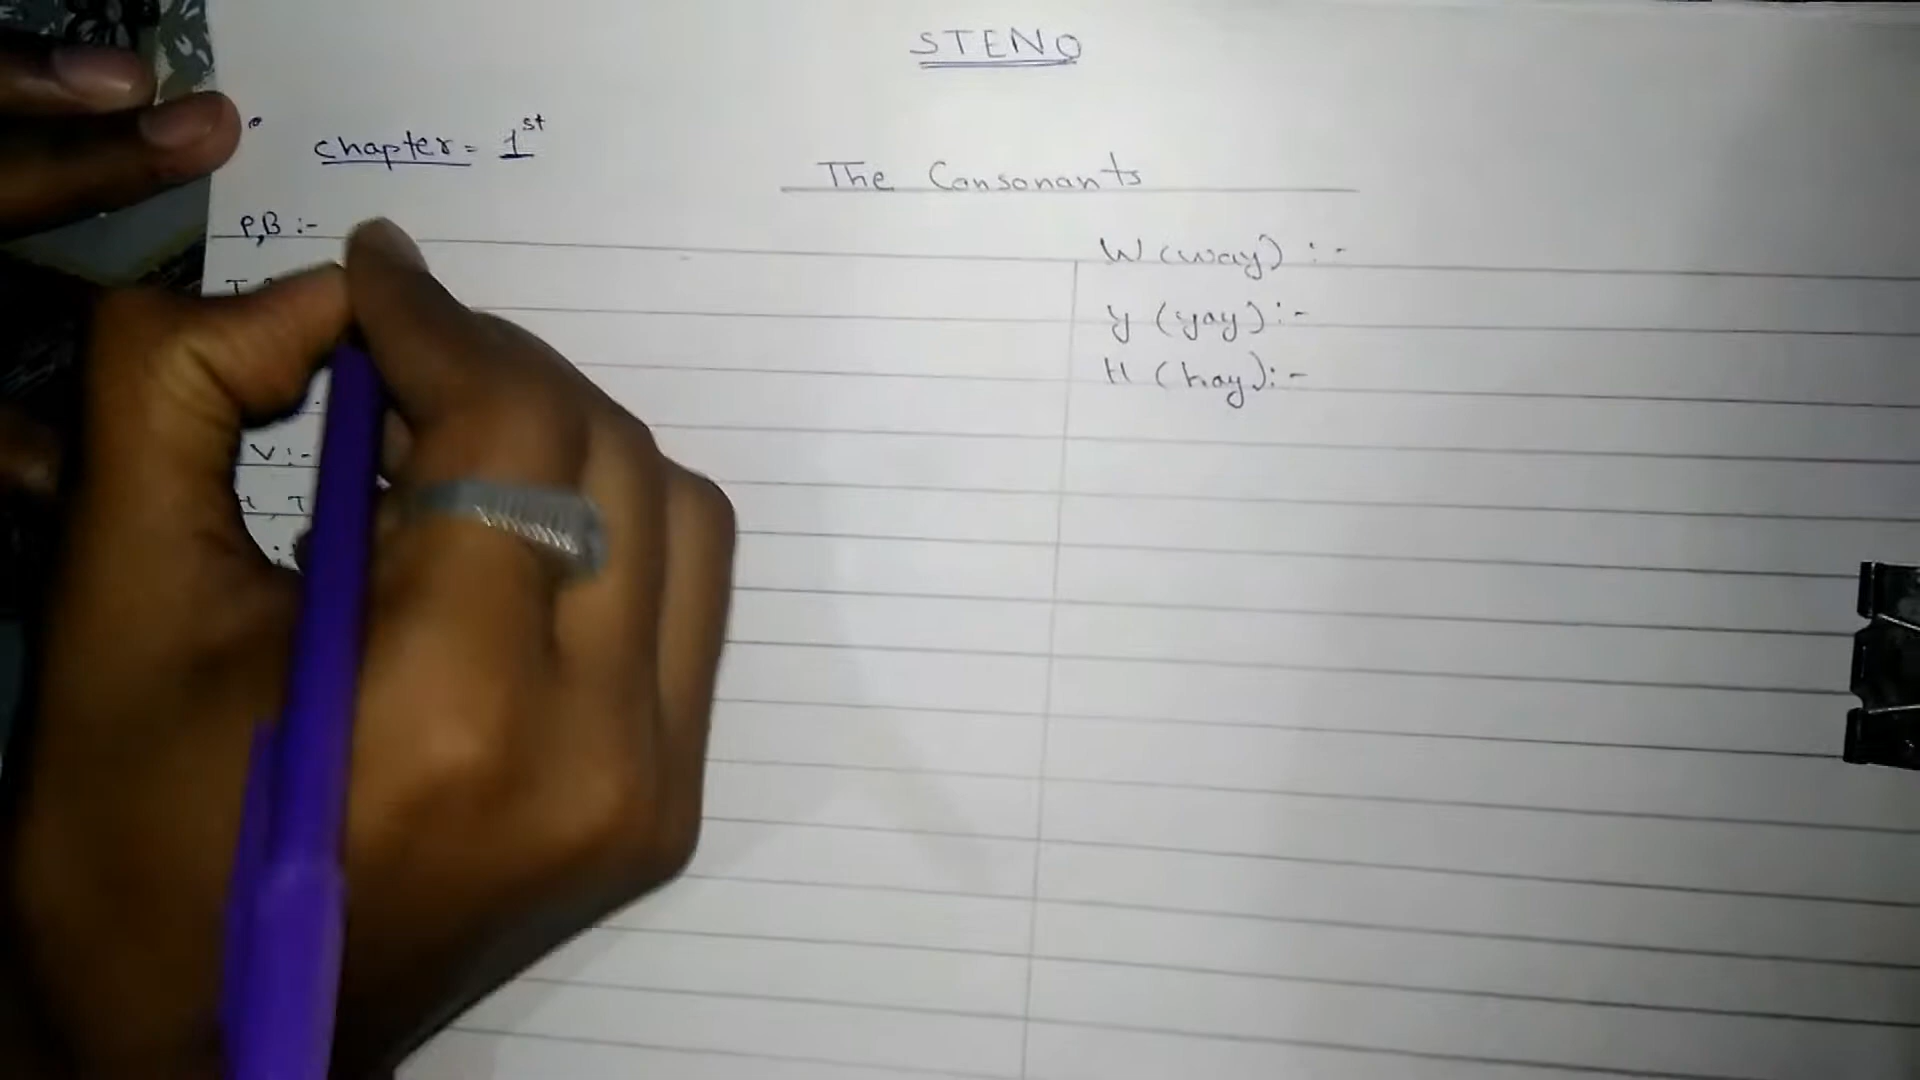 STENO
chapter = 1st
The Consonants
P,B :-
W (way) :-
y (yay) :-
H (hay) :-
V :-